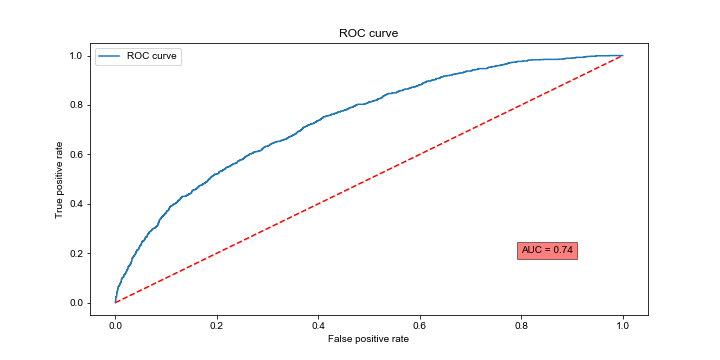 ROC curve
ROC curve
1.0
0.8
0.6
0.4
0.2
0.0
True positive rate
AUC = 0.74
0.0 0.2 0.4 0.6 0.8 1.0
False positive rate